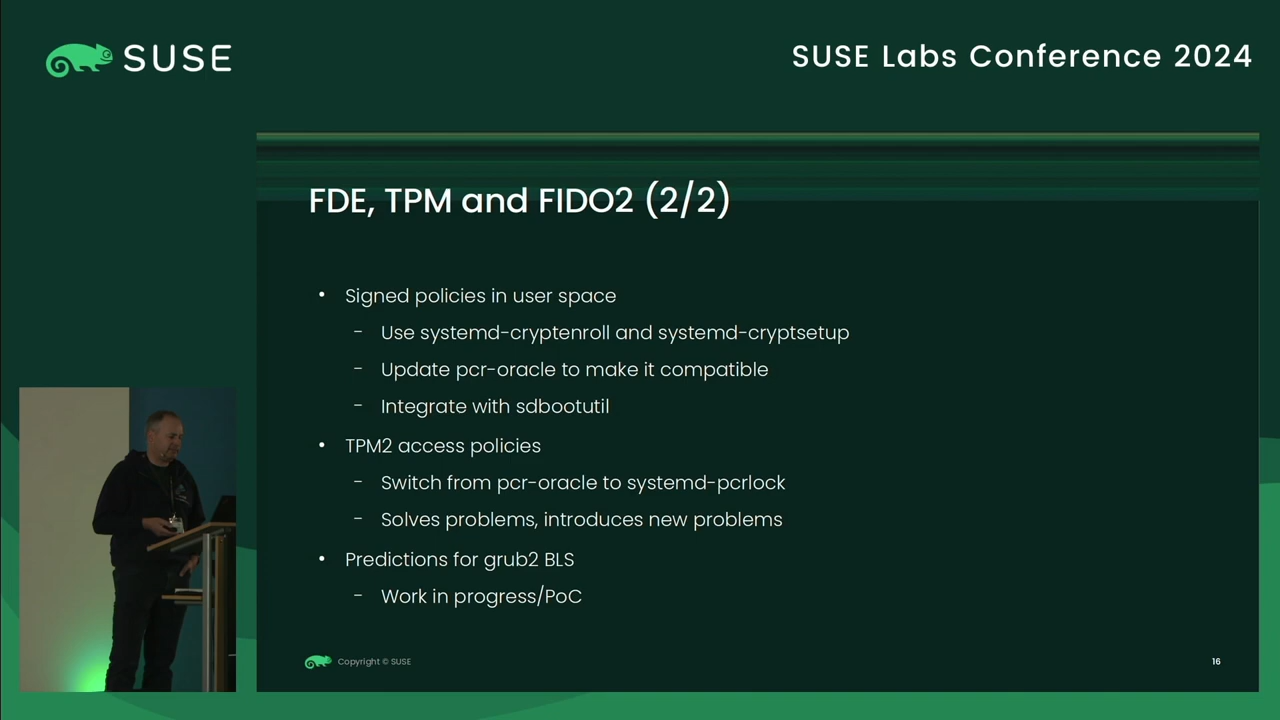 SUSE
SUSE Labs Conference 2024
FDE, TPM and FIDO2 (2/2)
• Signed policies in user space
- Use systemd-cryptenroll and systemd-cryptsetup
- Update pcr-oracle to make it compatible
- Integrate with sdbootutil
• TPM2 access policies
- Switch from pcr-oracle to systemd-pcrlock
- Solves problems, introduces new problems
• Predictions for grub2 BLS
- Work in progress/PoC
Copyright © SUSE
16